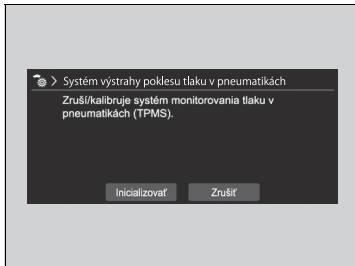 > Systém výstrahy poklesu tlaku v pneumatikách
Zruší/kalibruje systém monitorovania tlaku v
pneumatikách (TPMS).
Inicializovať Zrušiť